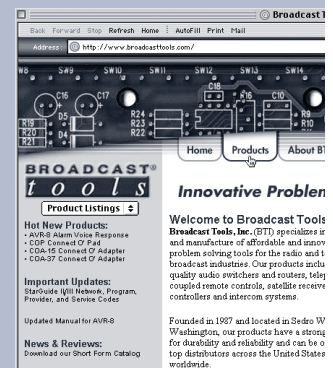 @ Broadcast
Back Forward Stop Refresh Home AutoFill Print Mail
Address: @ http://www.broadcasttools.com/
W8 SW9 SW10 SW11 SW12 SW13 SW14
C16 C17 C18 C10
R19 D5 R24 R9
R20 R23 R10
R21 D4 R22
Home Products About BT
BROADCAST®
tools
Innovative Problem
Product Listings
Welcome to Broadcast Tools
Hot New Products:
• AVR-8 Alarm Voice Response
• COP Connect O' Pad
• COA-15 Connect O' Adapter
• COA-37 Connect O' Adapter
Broadcast Tools, Inc. (BTI) specializes in
and manufacture of affordable and innov
problem solving tools for the radio and t
broadcast industries. Our products inclu
quality audio switchers and routers, telep
coupled remote controls, satellite receive
controllers and intercom systems.
Important Updates:
StarGuide II/III Network, Program,
Provider, and Service Codes
Updated Manual for AVR-8
Founded in 1987 and located in Sedro W
Washington, our products have a strong
for durability and reliability and can be o
top distributors across the United States
worldwide.
News & Reviews:
Download our Short Form Catalog